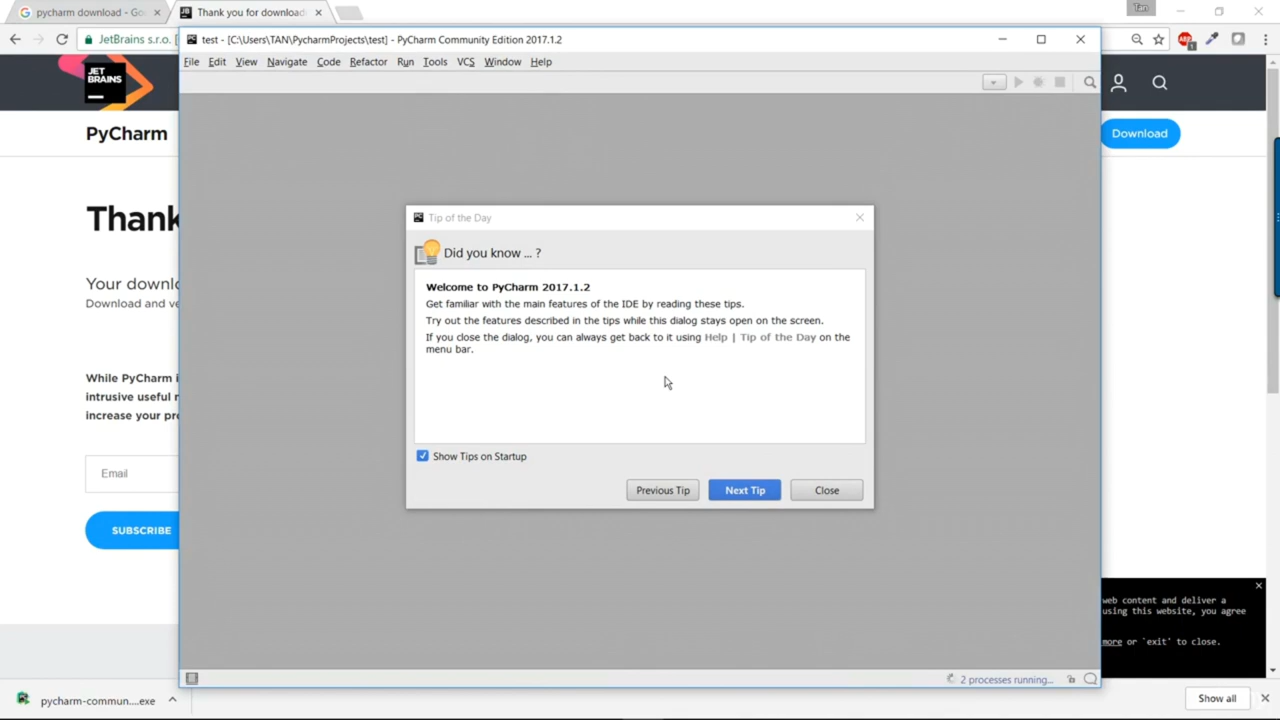 pycharm download - Go
Thank you for download
Tan
JetBrains s.r.o.
test - [C:\Users\TAN\PycharmProjects\test] - PyCharm Community Edition 2017.1.2
ABP
1
File Edit View Navigate Code Refactor Run Tools VCS Window Help
JET
BRAINS
PyCharm
Download
Thank
Your downlo
Download and ve
Tip of the Day
Did you know ... ?
Welcome to PyCharm 2017.1.2
Get familiar with the main features of the IDE by reading these tips.
Try out the features described in the tips while this dialog stays open on the screen.
If you close the dialog, you can always get back to it using Help | Tip of the Day on the
menu bar.
Show Tips on Startup
Previous Tip Next Tip Close
While PyCharm i
intrusive useful
increase your pr
Email
SUBSCRIBE
web content and deliver a
using this website, you agree
more or `exit' to close.
2 processes running...
pycharm-commun....exe
Show all